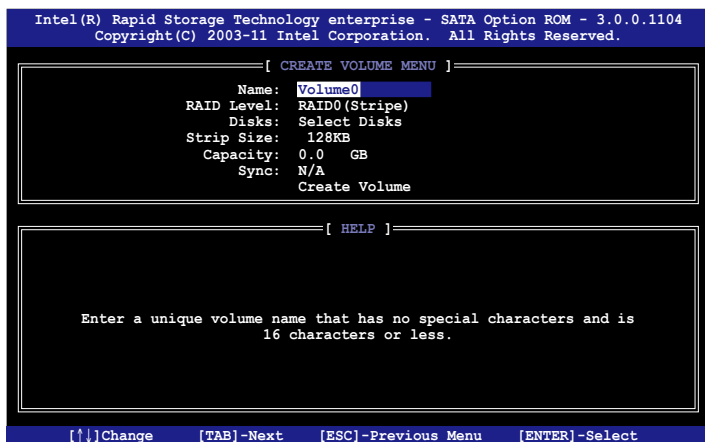 Intel(R) Rapid Storage Technology enterprise - SATA Option ROM - 3.0.0.1104
Copyright(C) 2003-11 Intel Corporation. All Rights Reserved.
[ CREATE VOLUME MENU ]
Name: Volume0
RAID Level: RAID0(Stripe)
Disks: Select Disks
Strip Size: 128KB
Capacity: 0.0 GB
Sync: N/A
Create Volume
[ HELP ]
Enter a unique volume name that has no special characters and is
16 characters or less.
[↑↓]Change [TAB]-Next [ESC]-Previous Menu [ENTER]-Select